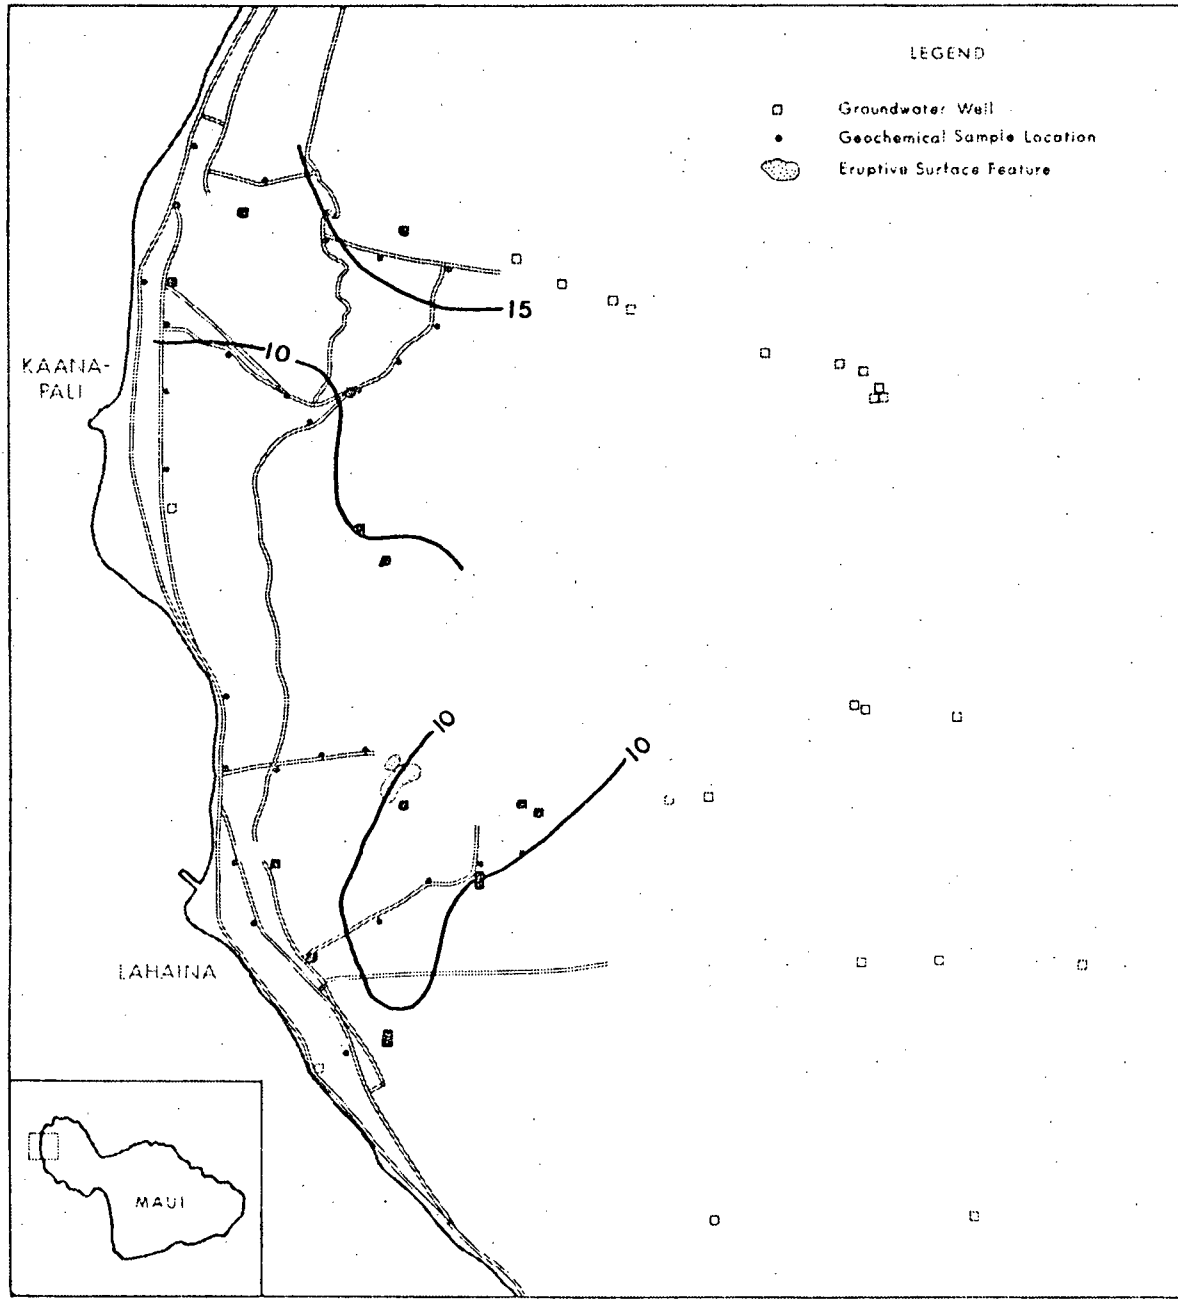 LEGEND
Groundwater Well
Geochemical Sample Location
Eruptive Surface Feature
15
10
KAANA-
PALI
10
10
LAHAINA
MAUI